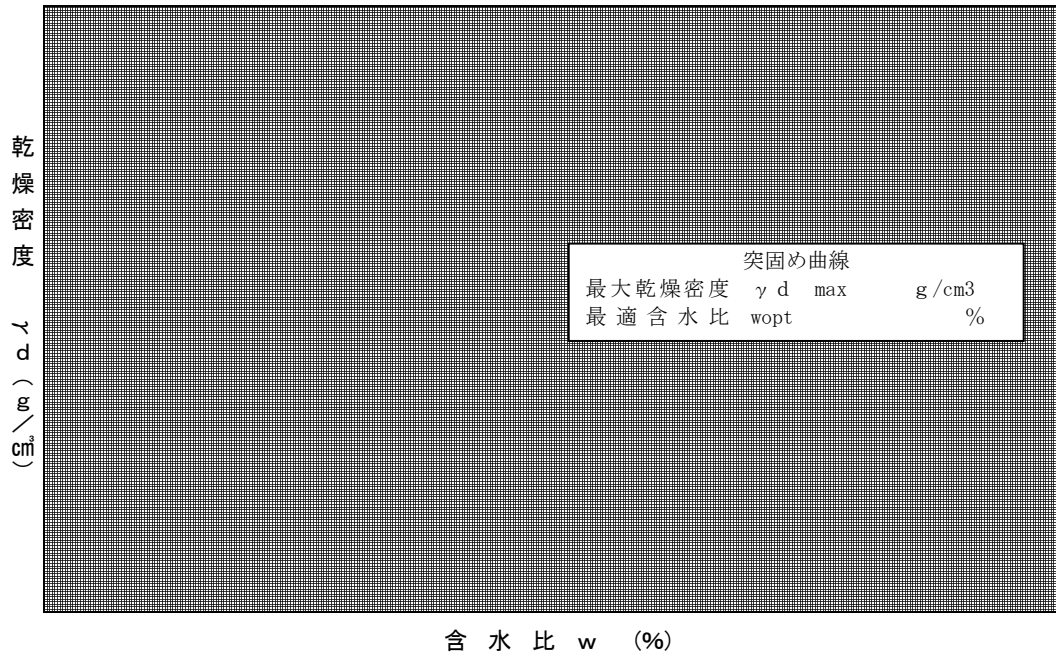 乾燥密度 γd(g/㎤)
突固め曲線
最大乾燥密度 γd max g/cm3
最適含水比 wopt %
含水比 w (%)